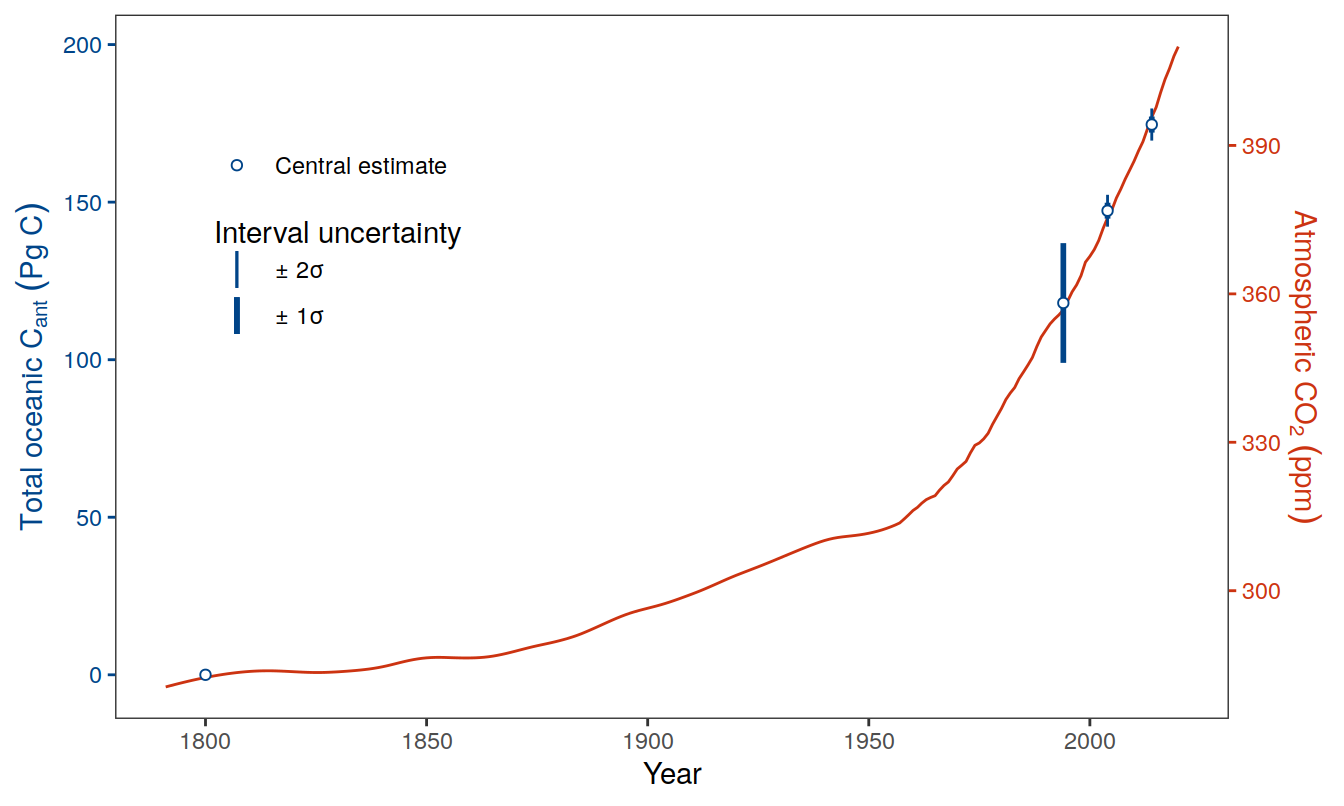 200
150
100
50
0
Total oceanic C_ant (Pg C)
Central estimate
Interval uncertainty
± 2σ
± 1σ
390
360
330
300
Atmospheric CO₂ (ppm)
1800 1850 1900 1950 2000
Year